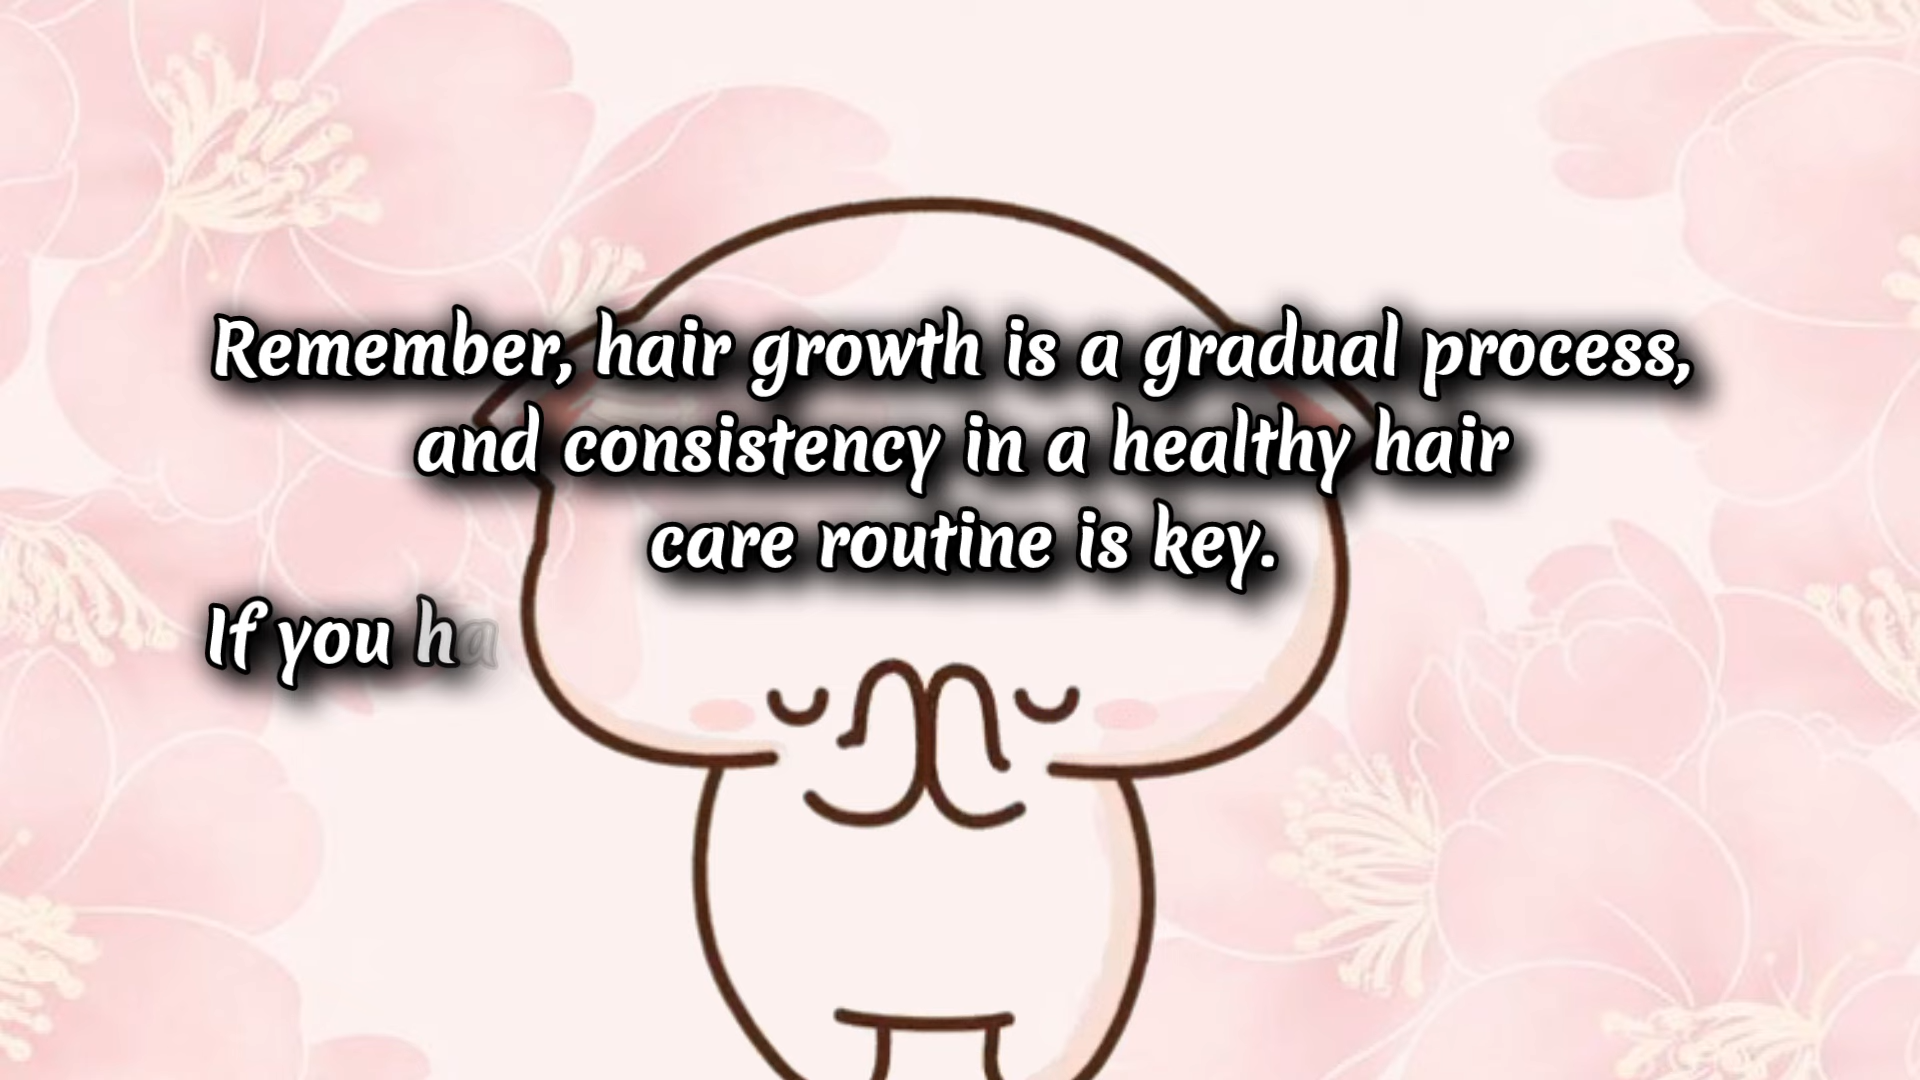 Remember, hair growth is a gradual process,
and consistency in a healthy hair
care routine is key.
If you ha